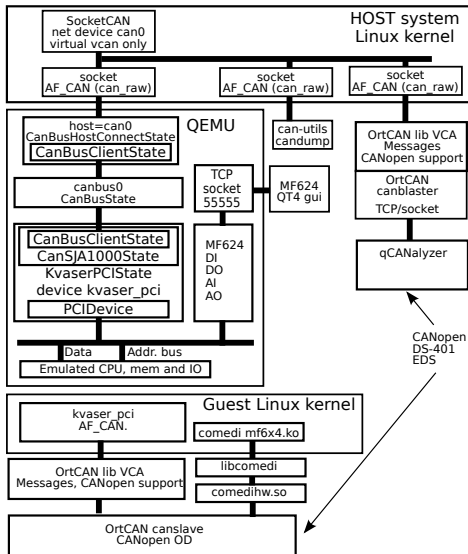 SocketCAN
net device can0
virtual vcan only
HOST system
Linux kernel
socket
AF_CAN (can_raw)
socket
AF_CAN (can_raw)
socket
AF_CAN (can_raw)
host=can0
CanBusHostConnectState
CanBusClientState
QEMU
can-utils
candump
OrtCAN lib VCA
Messages
CANopen support
canbus0
CanBusState
TCP
socket
55555
MF624
QT4 gui
OrtCAN
canblaster
TCP/socket
CanBusClientState
CanSJA1000State
KvaserPCIState
device kvaser_pci
PCIDevice
MF624
DI
DO
AI
AO
qCANalyzer
Data
Addr. bus
Emulated CPU, mem and IO
CANopen
DS-401
EDS
Guest Linux kernel
kvaser_pci
AF_CAN.
comedi mf6x4.ko
OrtCAN lib VCA
Messages, CANopen support
libcomedi
comedihw.so
OrtCAN canslave
CANopen OD